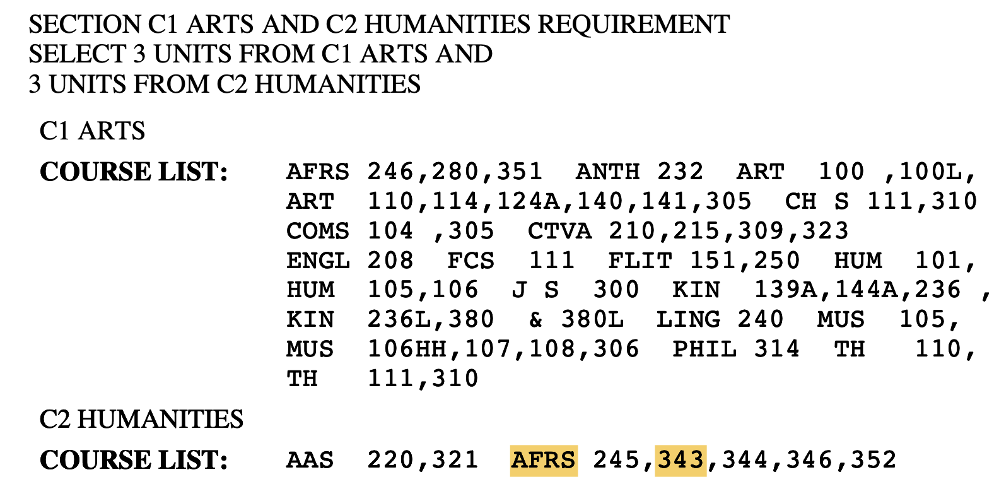 SECTION C1 ARTS AND C2 HUMANITIES REQUIREMENT
SELECT 3 UNITS FROM C1 ARTS AND
3 UNITS FROM C2 HUMANITIES
C1 ARTS
COURSE LIST: AFRS 246,280,351 ANTH 232 ART 100 ,100L,
ART 110,114,124A,140,141,305 CH S 111,310
COMS 104 ,305 CTVA 210,215,309,323
ENGL 208 FCS 111 FLIT 151,250 HUM 101,
HUM 105,106 J S 300 KIN 139A,144A,236 ,
KIN 236L,380 & 380L LING 240 MUS 105,
MUS 106HH,107,108,306 PHIL 314 TH 110,
TH 111,310
C2 HUMANITIES
COURSE LIST: AAS 220,321 AFRS 245,343,344,346,352